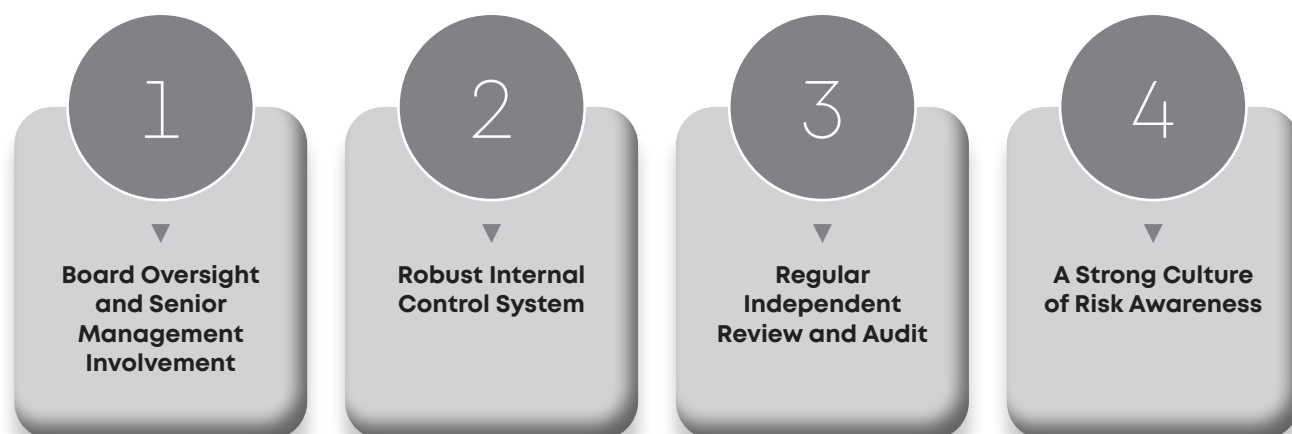 1
Board Oversight
and Senior
Management
Involvement
2
Robust Internal
Control System
3
Regular
Independent
Review and Audit
4
A Strong Culture
of Risk Awareness